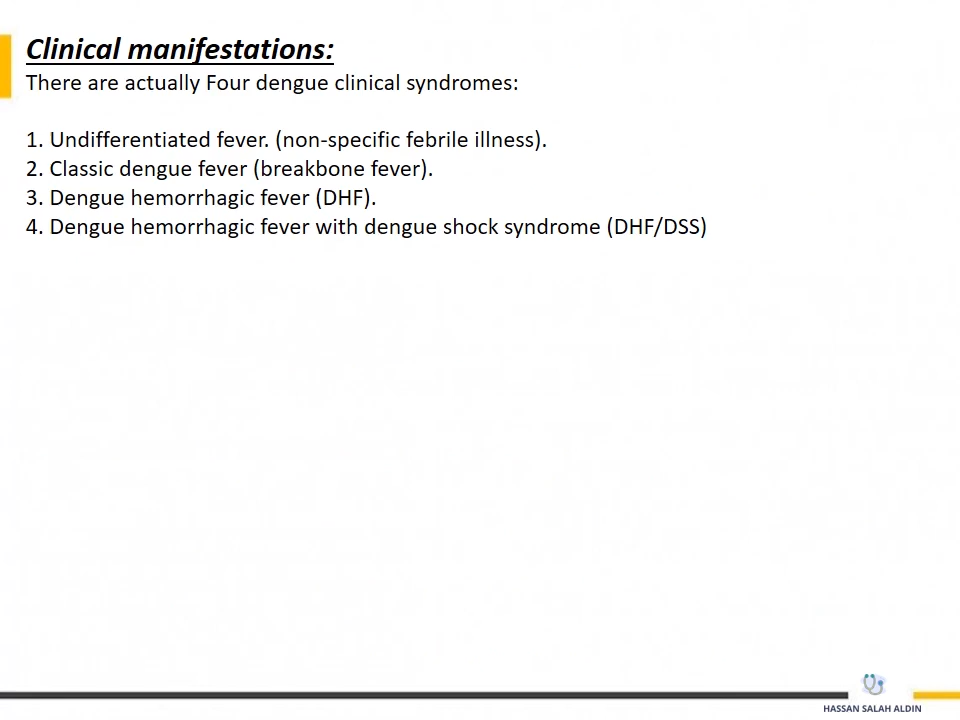 Clinical manifestations:
There are actually Four dengue clinical syndromes:
1. Undifferentiated fever. (non-specific febrile illness).
2. Classic dengue fever (breakbone fever).
3. Dengue hemorrhagic fever (DHF).
4. Dengue hemorrhagic fever with dengue shock syndrome (DHF/DSS)
HASSAN SALAH ALDIN